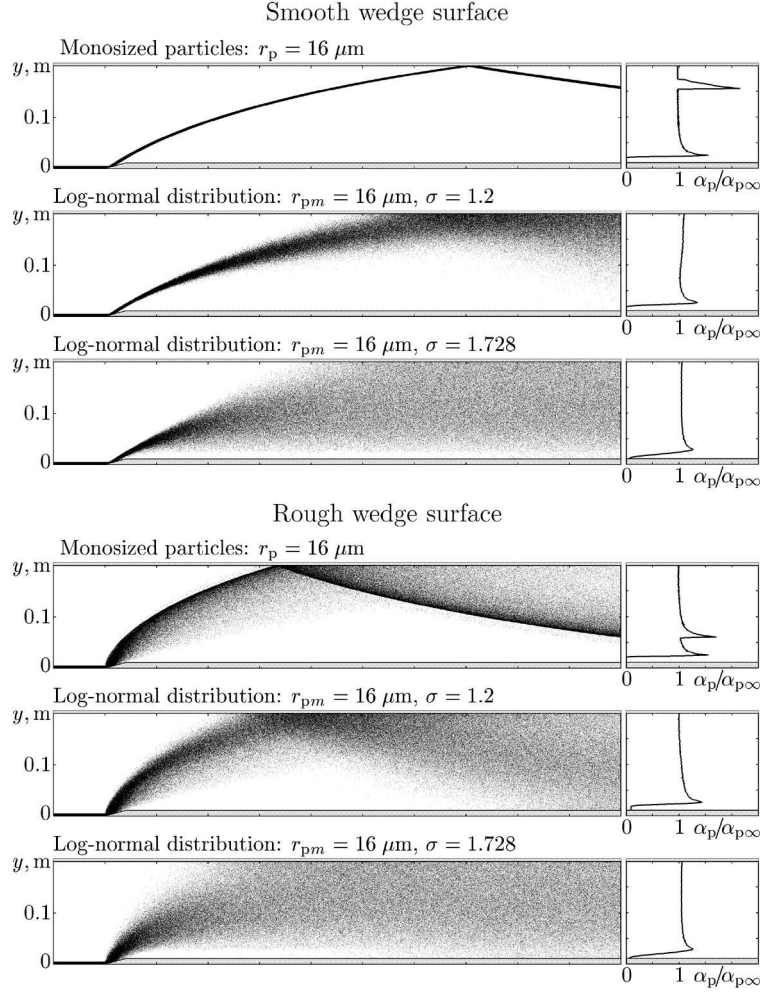 Smooth wedge surface
Monosized particles: r_p = 16 μm
y, m
0.1
0
0 1 α_p/α_p∞
Log-normal distribution: r_pm = 16 μm, σ = 1.2
y, m
0.1
0
0 1 α_p/α_p∞
Log-normal distribution: r_pm = 16 μm, σ = 1.728
y, m
0.1
0
0 1 α_p/α_p∞
Rough wedge surface
Monosized particles: r_p = 16 μm
y, m
0.1
0
0 1 α_p/α_p∞
Log-normal distribution: r_pm = 16 μm, σ = 1.2
y, m
0.1
0
0 1 α_p/α_p∞
Log-normal distribution: r_pm = 16 μm, σ = 1.728
y, m
0.1
0
0 1 α_p/α_p∞